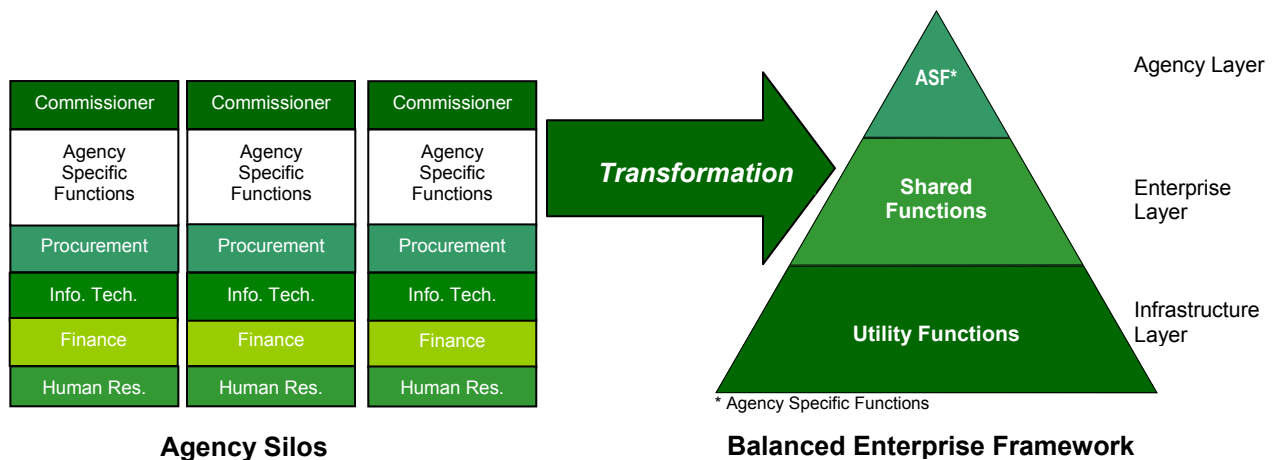 Commissioner
Agency
Specific
Functions
Procurement
Info. Tech.
Finance
Human Res.
Commissioner
Agency
Specific
Functions
Procurement
Info. Tech.
Finance
Human Res.
Commissioner
Agency
Specific
Functions
Procurement
Info. Tech.
Finance
Human Res.
Agency Silos
Transformation
ASF*
Agency Layer
Shared
Functions
Enterprise
Layer
Utility Functions
Infrastructure
Layer
* Agency Specific Functions
Balanced Enterprise Framework